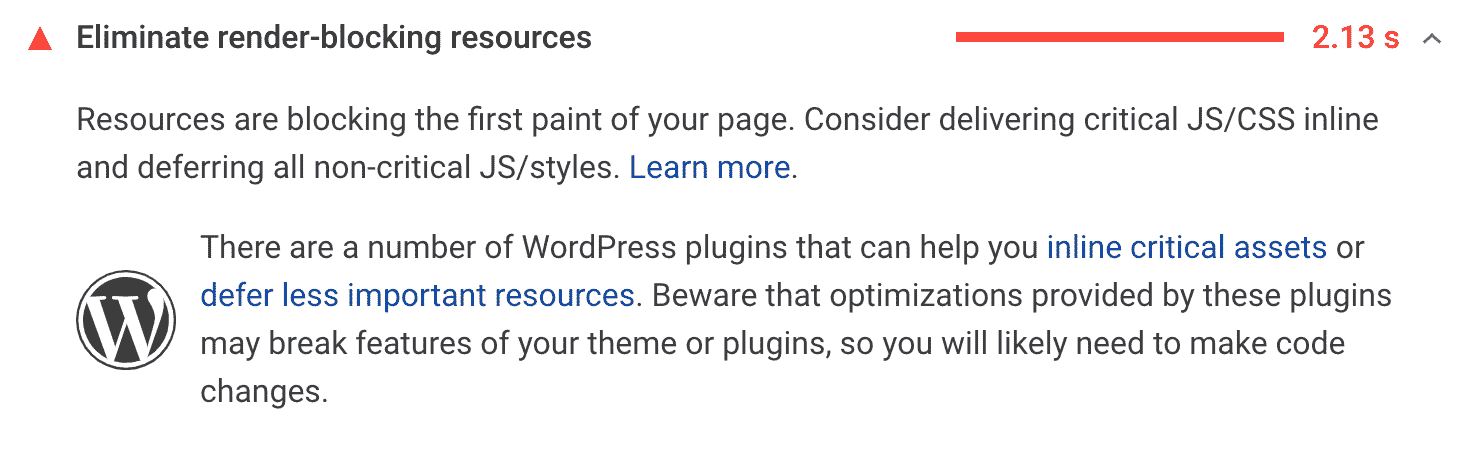 Eliminate render-blocking resources 2.13 s
Resources are blocking the first paint of your page. Consider delivering critical JS/CSS inline
and deferring all non-critical JS/styles. Learn more.
There are a number of WordPress plugins that can help you inline critical assets or
defer less important resources. Beware that optimizations provided by these plugins
may break features of your theme or plugins, so you will likely need to make code
changes.